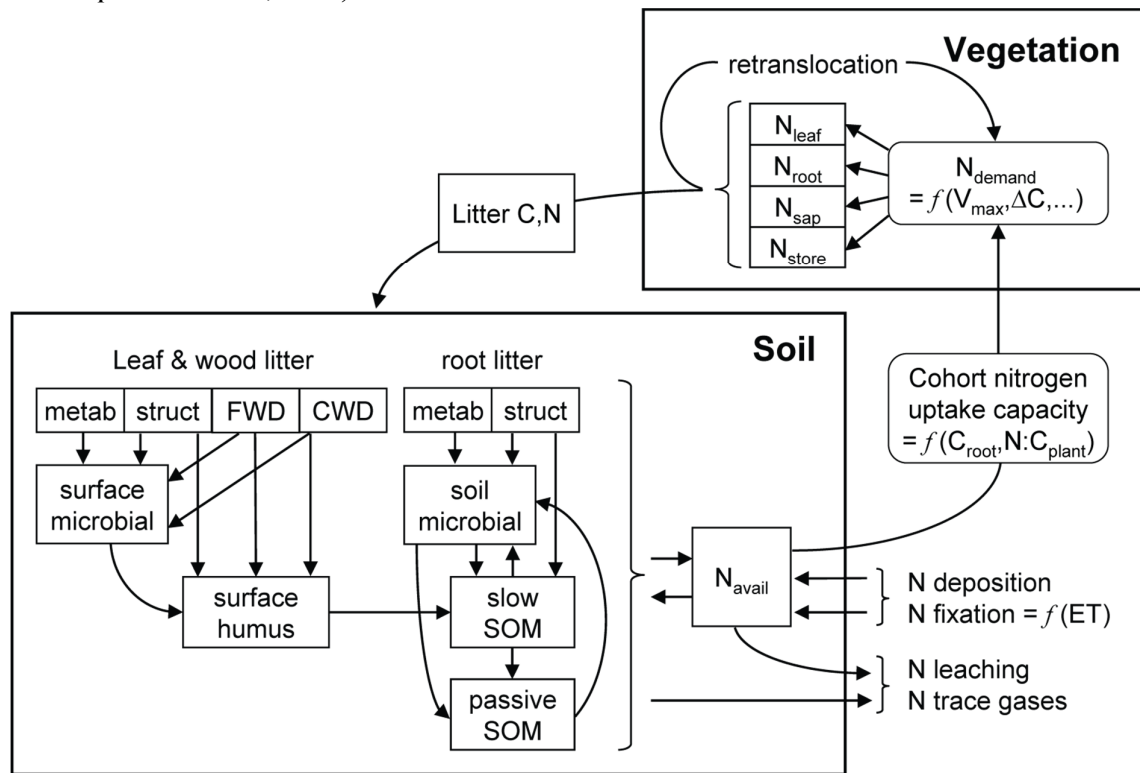 Vegetation
retranslocation
N_leaf
N_root
N_sap
N_store
N_demand
= f(V_max,ΔC,...)
Litter C,N
Soil
Leaf & wood litter
root litter
metab struct FWD CWD
metab struct
surface
microbial
soil
microbial
surface
humus
slow
SOM
passive
SOM
N_avail
Cohort nitrogen
uptake capacity
= f(C_root,N:C_plant)
N deposition
N fixation = f(ET)
N leaching
N trace gases